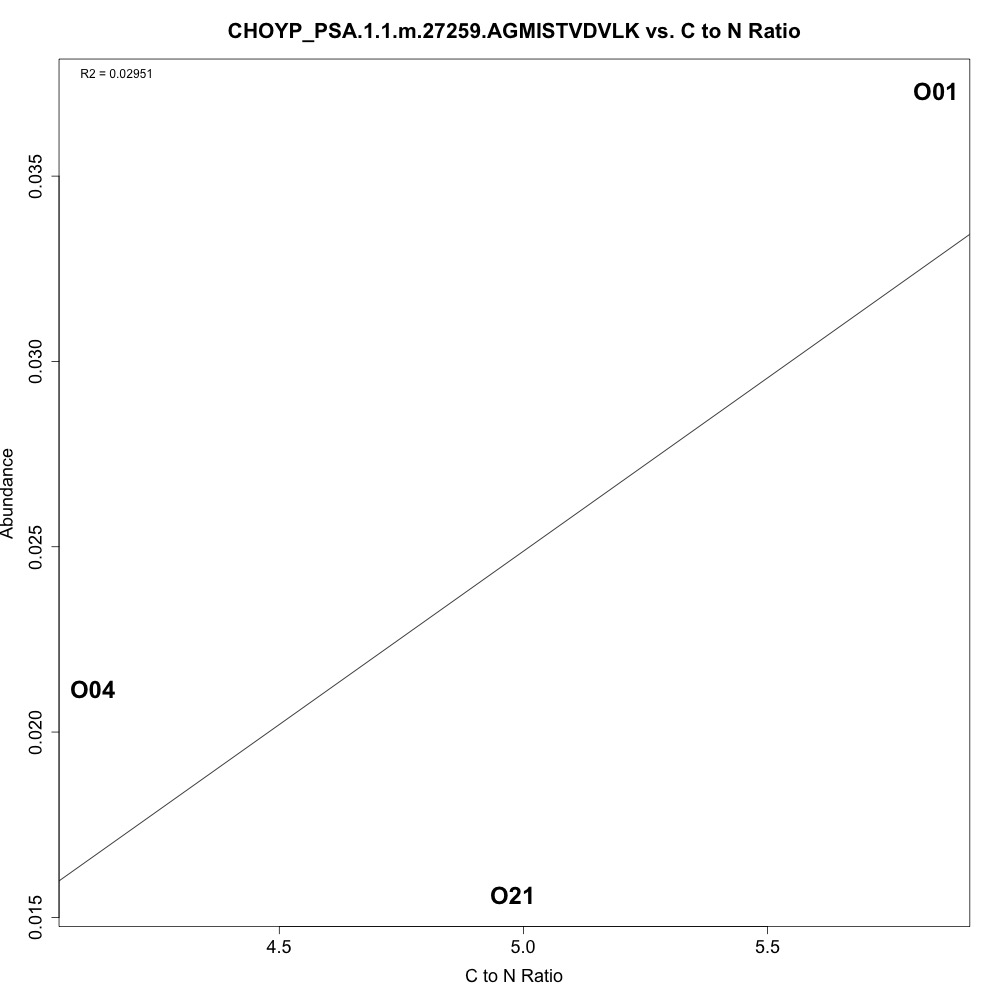 CHOYP_PSA.1.1.m.27259.AGMISTVDVLK vs. C to N Ratio
R2 = 0.02951
O01
0.035
0.030
Abundance
0.025
O04
0.020
O21
0.015
4.5 5.0 5.5
C to N Ratio